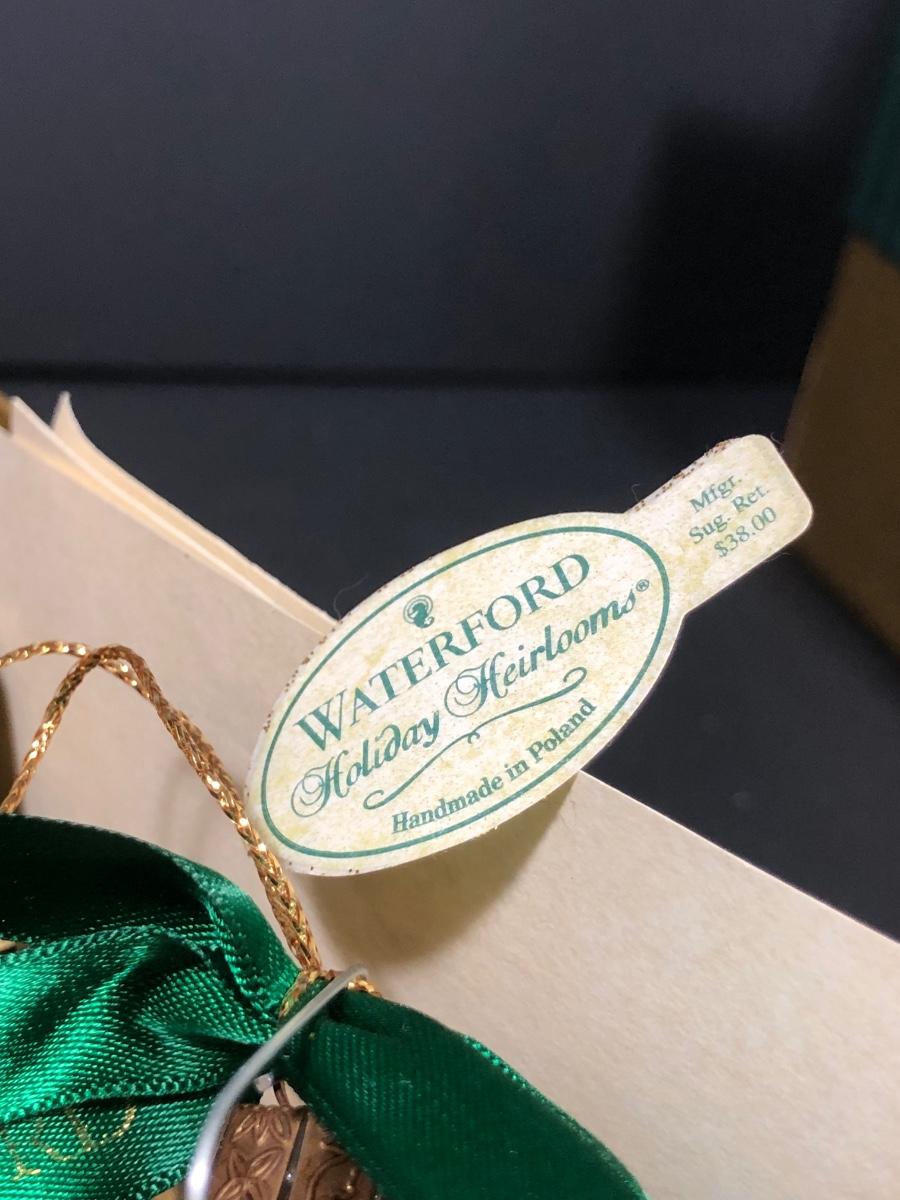 WATERFORD
Holiday Heirlooms®
Handmade in Poland
Mfgr.
Sug. Ret.
$38.00